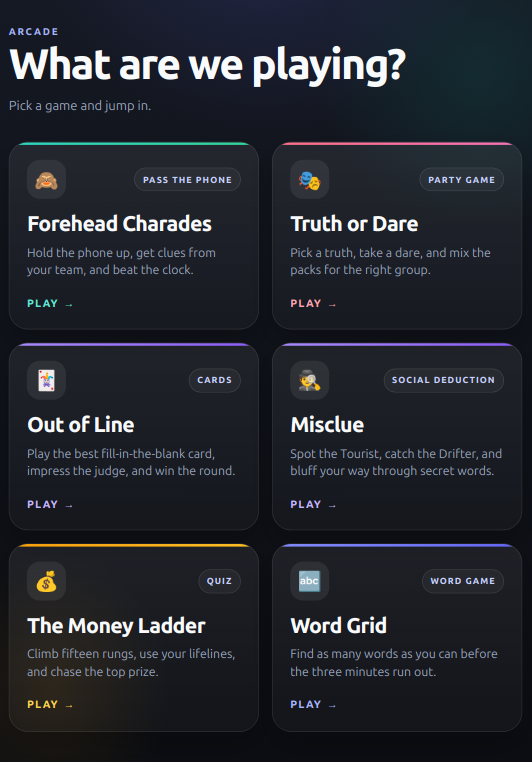 ARCADE
What are we playing?
Pick a game and jump in.
PASS THE PHONE
Forehead Charades
Hold the phone up, get clues from
your team, and beat the clock.
PLAY →
PARTY GAME
Truth or Dare
Pick a truth, take a dare, and mix the
packs for the right group.
PLAY →
CARDS
Out of Line
Play the best fill-in-the-blank card,
impress the judge, and win the round.
PLAY →
SOCIAL DEDUCTION
Misclue
Spot the Tourist, catch the Drifter, and
bluff your way through secret words.
PLAY →
QUIZ
The Money Ladder
Climb fifteen rungs, use your lifelines,
and chase the top prize.
PLAY →
abc
WORD GAME
Word Grid
Find as many words as you can before
the three minutes run out.
PLAY →